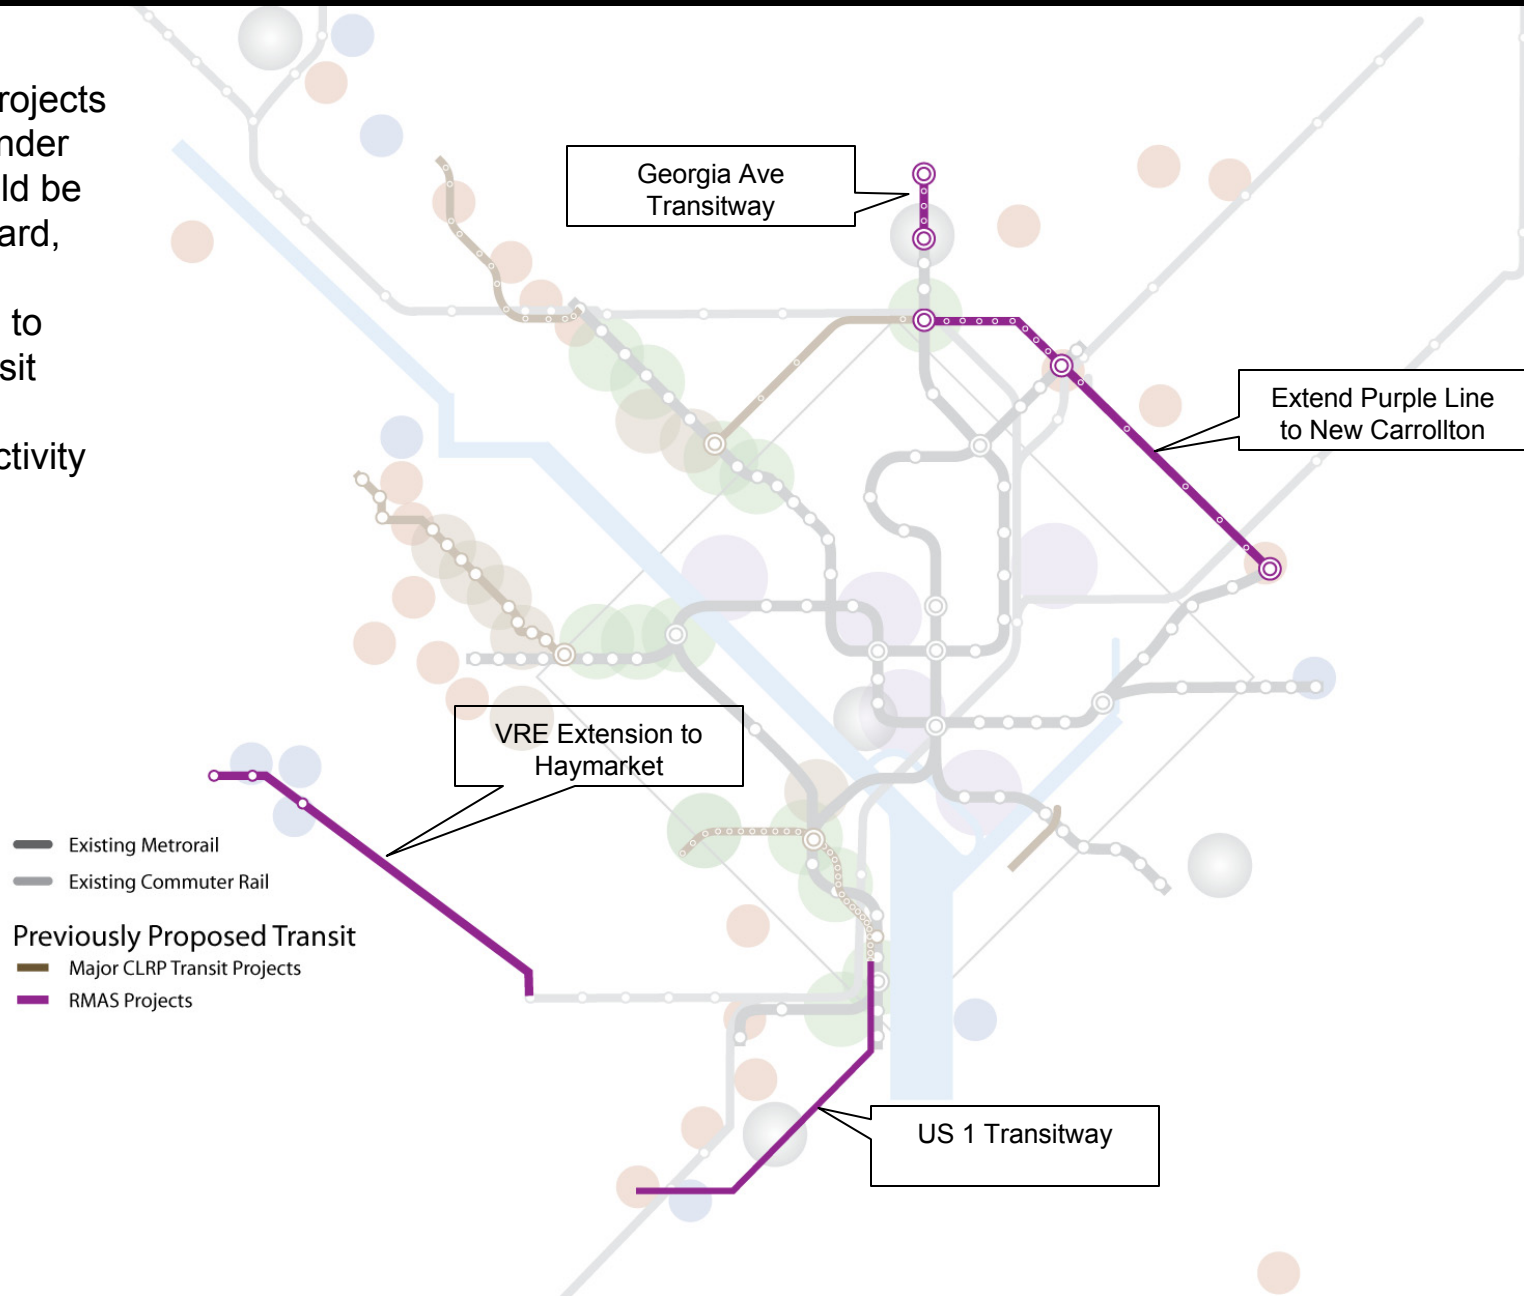 rojects
nder
ld be
ard,
to
sit
ctivity
Georgia Ave
Transitway
Extend Purple Line
to New Carrollton
VRE Extension to
Haymarket
Existing Metrorail
Existing Commuter Rail
Previously Proposed Transit
Major CLRP Transit Projects
RMAS Projects
US 1 Transitway